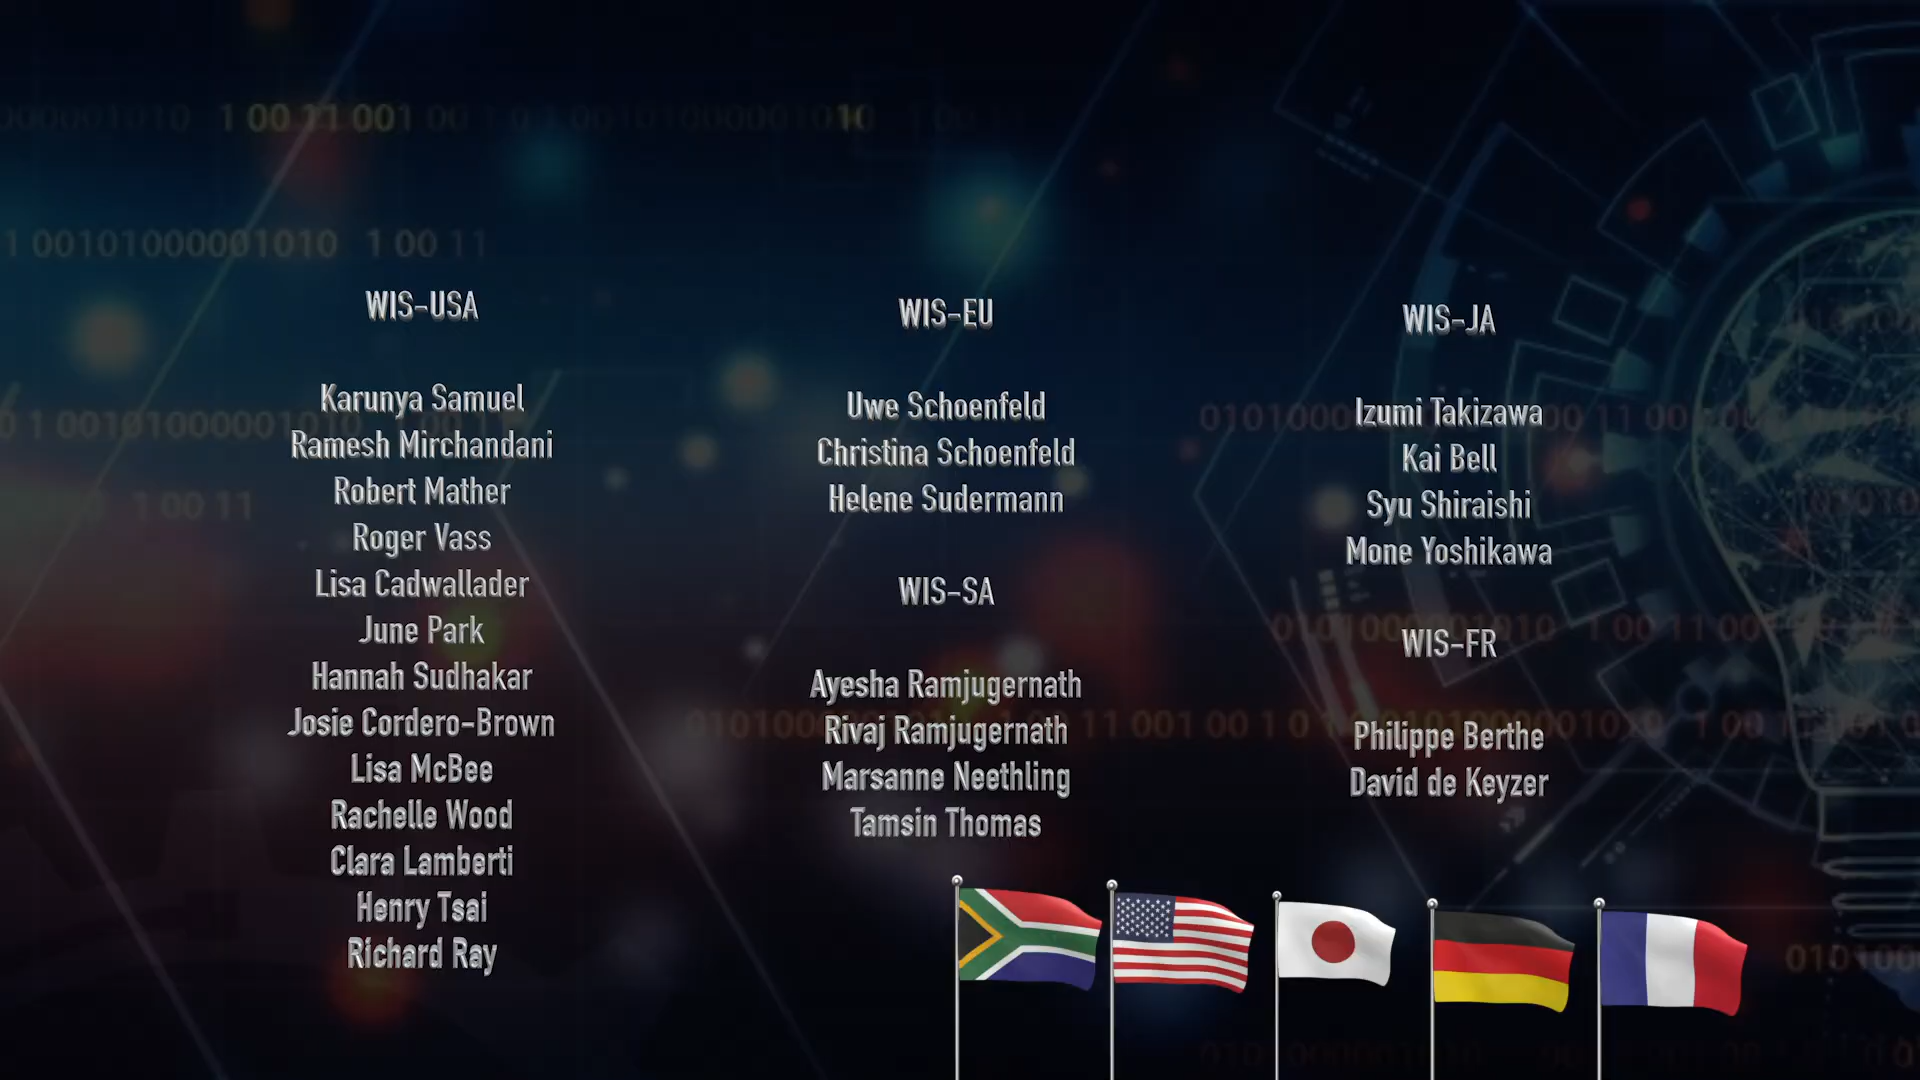 WIS-USA
Karunya Samuel
Ramesh Mirchandani
Robert Mather
Roger Vass
Lisa Cadwallader
June Park
Hannah Sudhakar
Josie Cordero-Brown
Lisa McBee
Rachelle Wood
Clara Lamberti
Henry Tsai
Richard Ray
WIS-EU
Uwe Schoenfeld
Christina Schoenfeld
Helene Sudermann
WIS-SA
Ayesha Ramjugernath
Rivaj Ramjugernath
Marsanne Neethling
Tamsin Thomas
WIS-JA
Izumi Takizawa
Kai Bell
Syu Shiraishi
Mone Yoshikawa
WIS-FR
Philippe Berthe
David de Keyzer